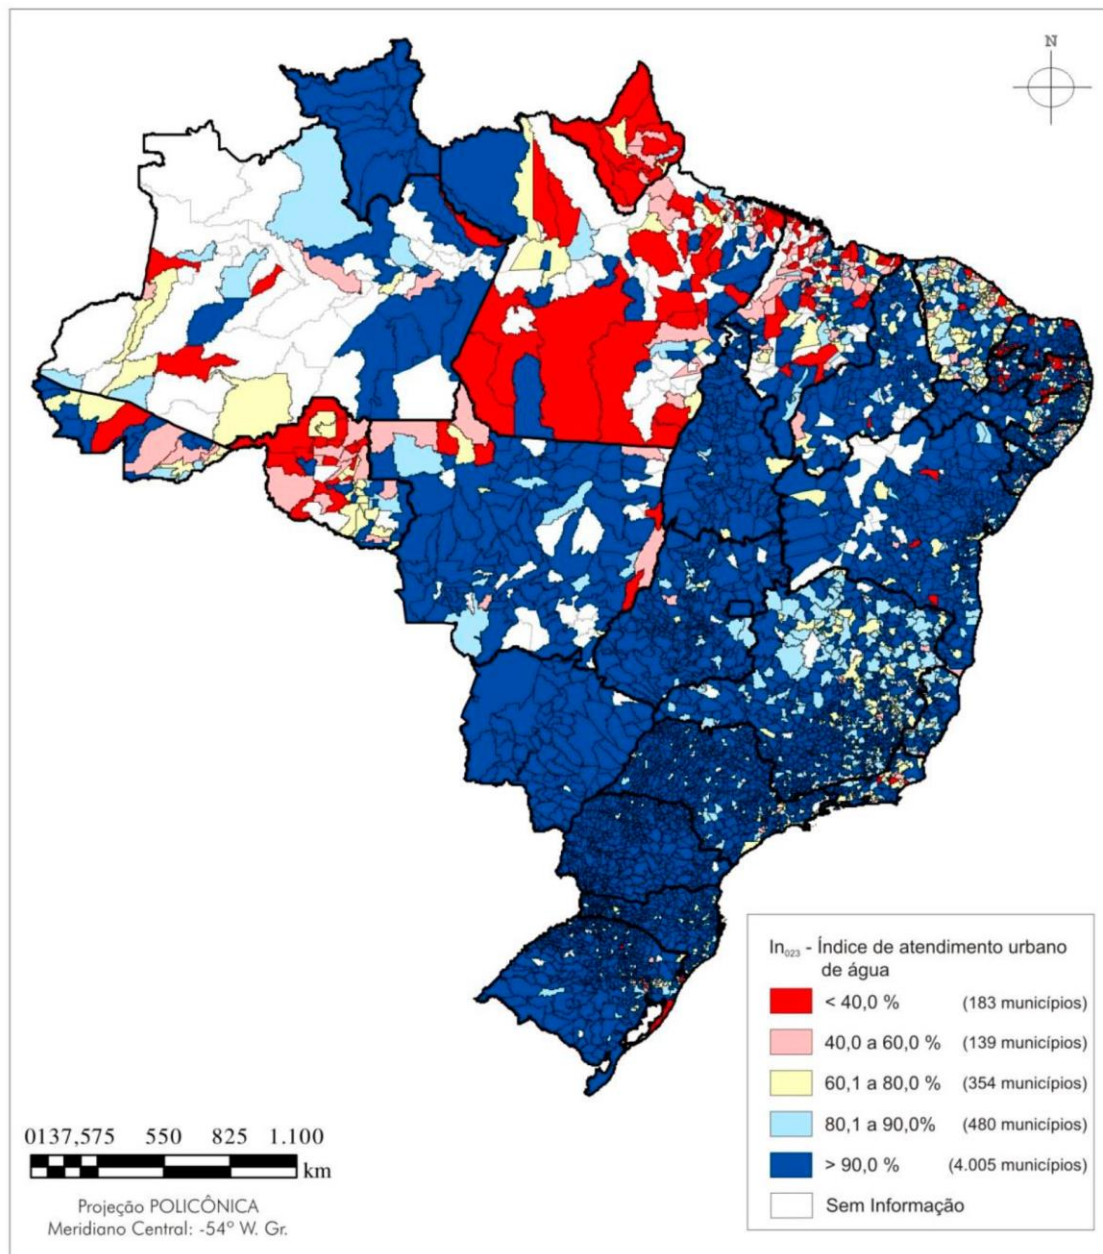 N
In023 - Índice de atendimento urbano
de água
< 40,0 % (183 municípios)
40,0 a 60,0 % (139 municípios)
60,1 a 80,0 % (354 municípios)
80,1 a 90,0% (480 municípios)
> 90,0 % (4.005 municípios)
Sem Informação
0137,575 550 825 1.100
km
Projeção POLICÔNICA
Meridiano Central: -54º W. Gr.